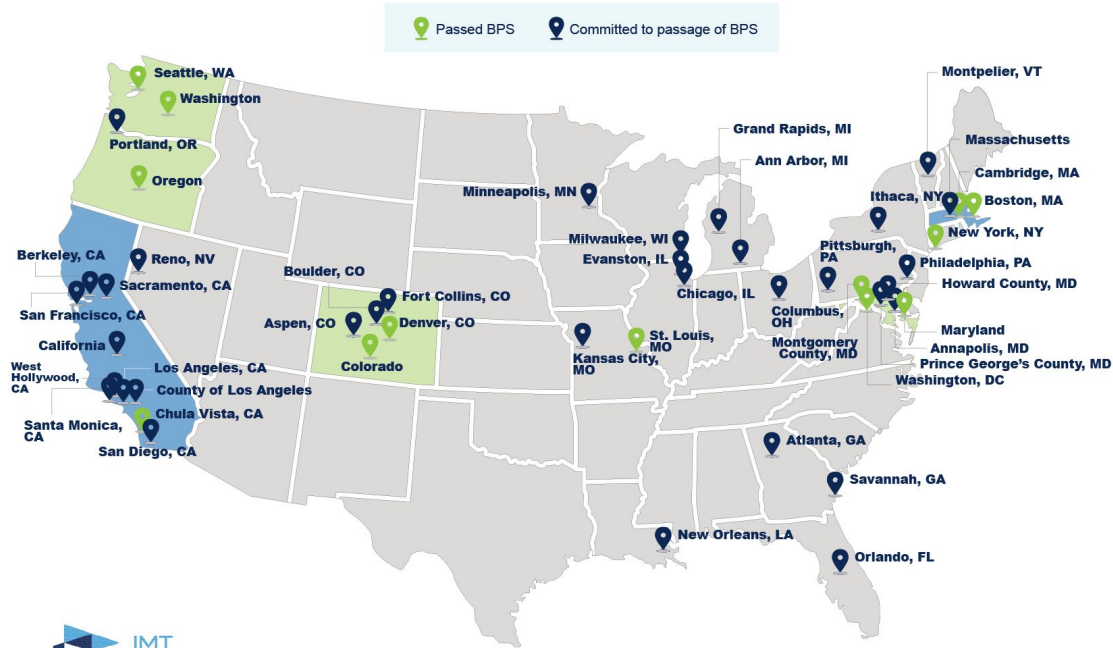 Passed BPS
Committed to passage of BPS
Seattle, WA
Washington
Portland, OR
Oregon
Berkeley, CA
Reno, NV
Sacramento, CA
San Francisco, CA
California
West
Hollywood,
CA
Los Angeles, CA
County of Los Angeles
Santa Monica,
CA
Chula Vista, CA
San Diego, CA
Boulder, CO
Fort Collins, CO
Aspen, CO
Denver, CO
Colorado
Minneapolis, MN
Milwaukee, WI
Evanston, IL
Chicago, IL
Kansas City,
MO
St. Louis,
MO
Grand Rapids, MI
Ann Arbor, MI
Columbus,
OH
Pittsburgh,
PA
Montpelier, VT
Massachusetts
Cambridge, MA
Ithaca, NY
Boston, MA
New York, NY
Philadelphia, PA
Howard County, MD
Maryland
Montgomery
County, MD
Annapolis, MD
Prince George's County, MD
Washington, DC
Atlanta, GA
Savannah, GA
New Orleans, LA
Orlando, FL
IMT